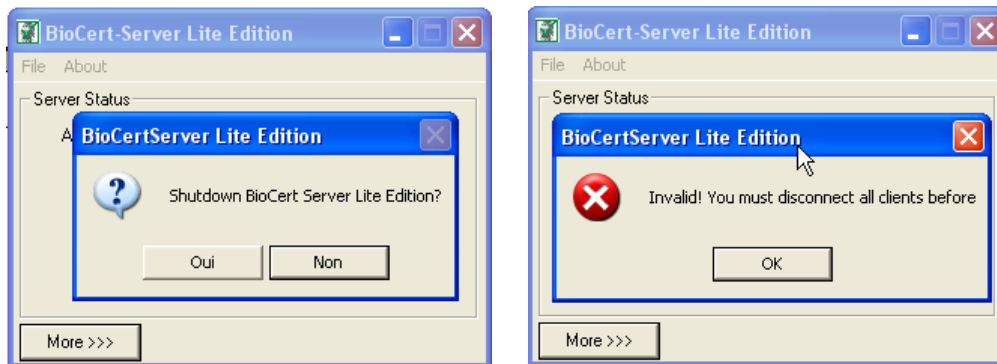 BioCert-Server Lite Edition
File About
Server Status
A
BioCertServer Lite Edition
Shutdown BioCert Server Lite Edition?
Oui Non
More >>>
BioCert-Server Lite Edition
File About
Server Status
BioCertServer Lite Edition
Invalid! You must disconnect all clients before
OK
More >>>